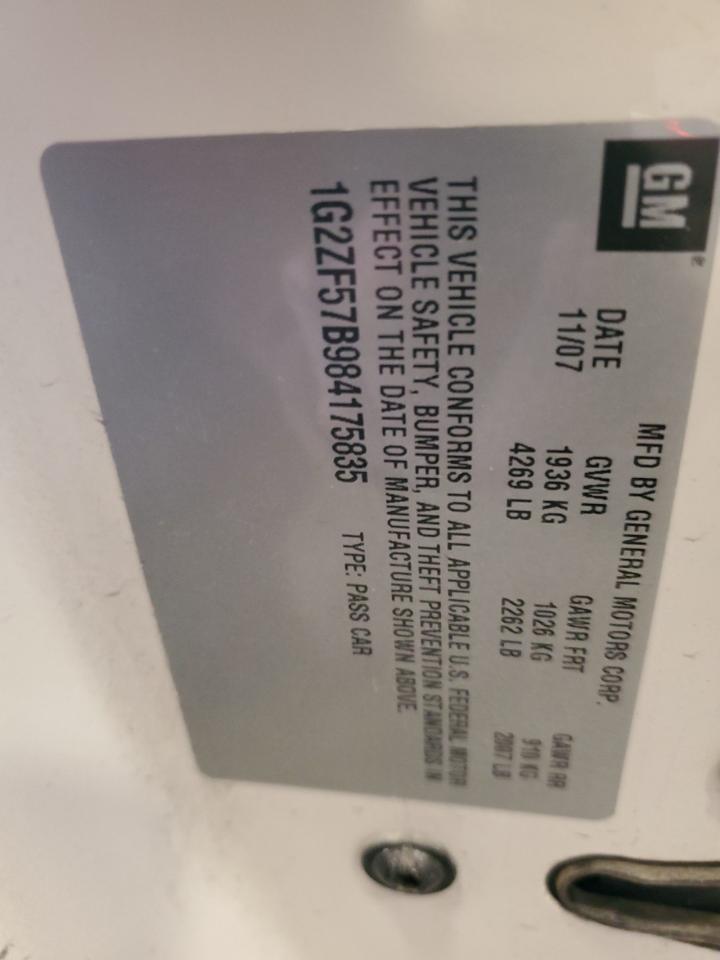 GM
MFD BY GENERAL MOTORS CORP.
DATE GVWR GAWR FRT GAWR RR
11/07 1936 KG 1026 KG 910 KG
4269 LB 2262 LB 2007 LB
THIS VEHICLE CONFORMS TO ALL APPLICABLE U.S. FEDERAL MOTOR
VEHICLE SAFETY, BUMPER, AND THEFT PREVENTION STANDARDS IN
EFFECT ON THE DATE OF MANUFACTURE SHOWN ABOVE.
1G2ZF57B984175835 TYPE: PASS CAR